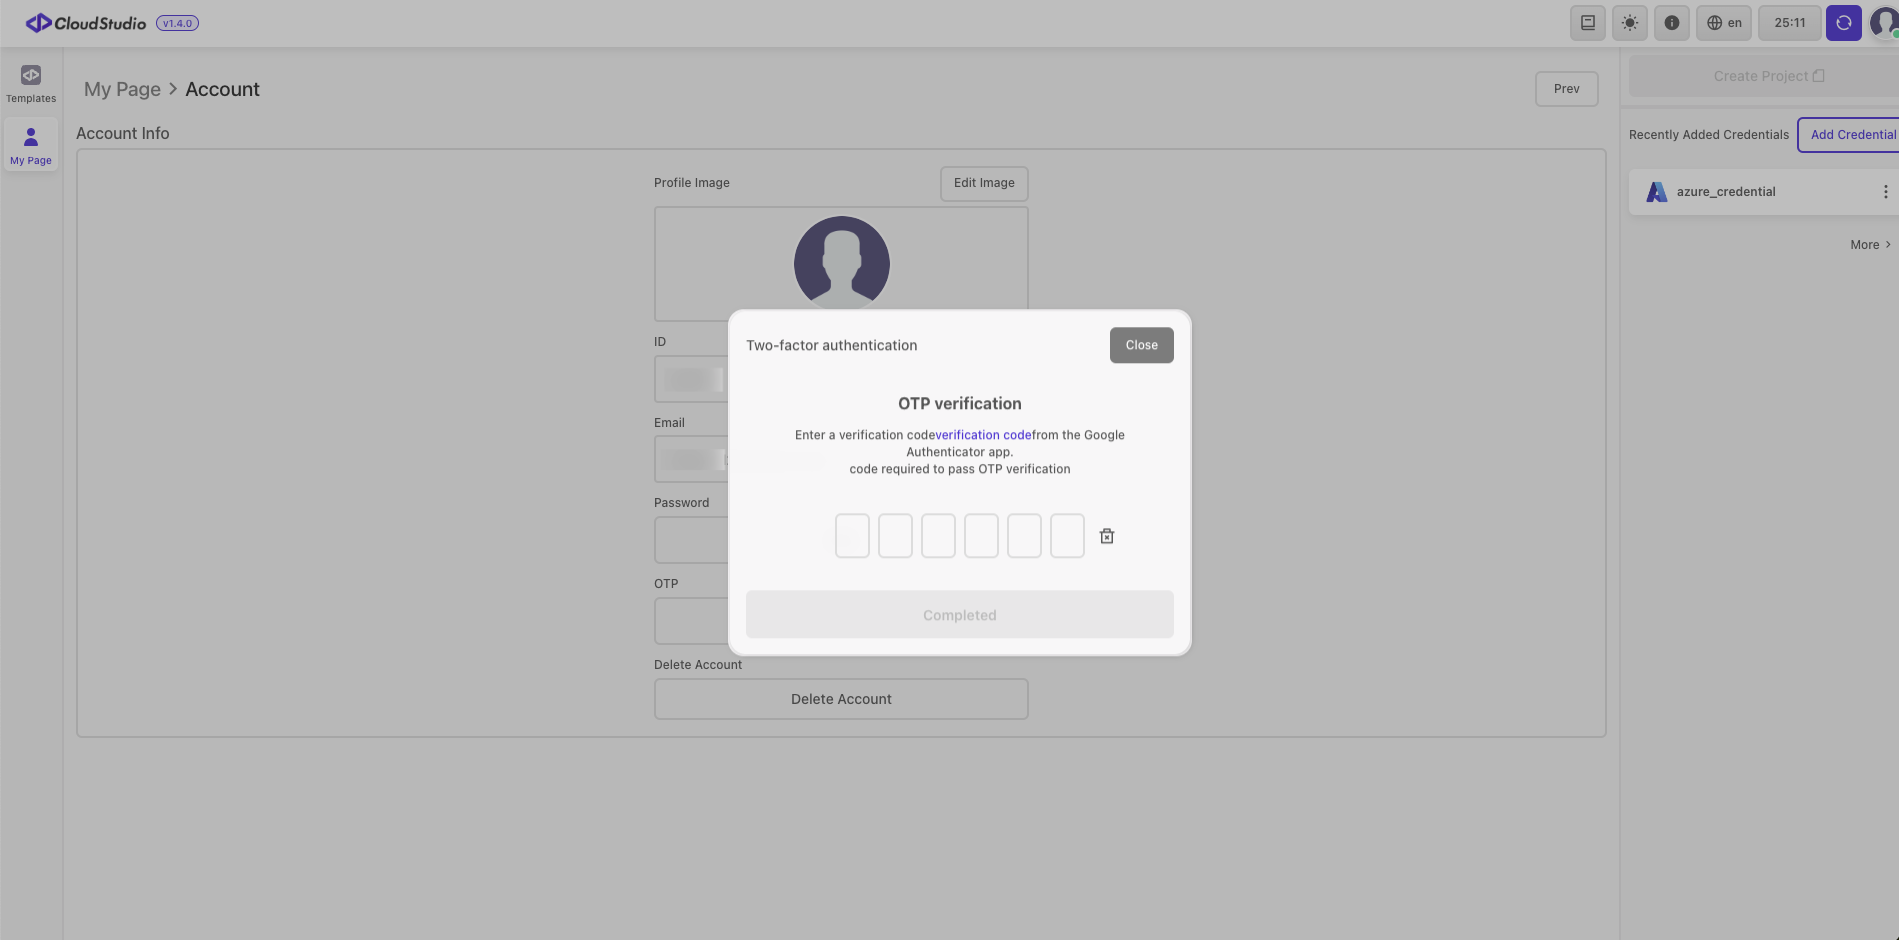 CloudStudio v1.4.0
en
25:11
Templates
My Page
My Page > Account
Prev
Account Info
Profile Image
Edit Image
ID
Email
Password
OTP
Delete Account
Delete Account
Two-factor authentication
Close
OTP verification
Enter a verification codeverification codefrom the Google
Authenticator app.
code required to pass OTP verification
Completed
Create Project
Recently Added Credentials
Add Credential
azure_credential
More >